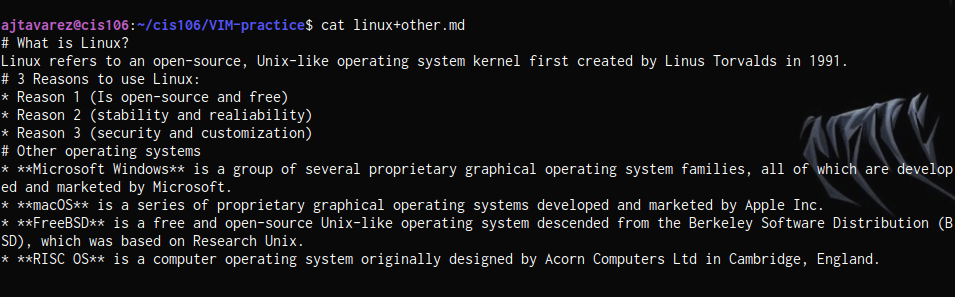 ajtavarez@cis106:~/cis106/VIM-practice$ cat linux+other.md
# What is Linux?
Linux refers to an open-source, Unix-like operating system kernel first created by Linus Torvalds in 1991.
# 3 Reasons to use Linux:
* Reason 1 (Is open-source and free)
* Reason 2 (stability and realiability)
* Reason 3 (security and customization)
# Other operating systems
* **Microsoft Windows** is a group of several proprietary graphical operating system families, all of which are develop
ed and marketed by Microsoft.
* **macOS** is a series of proprietary graphical operating systems developed and marketed by Apple Inc.
* **FreeBSD** is a free and open-source Unix-like operating system descended from the Berkeley Software Distribution (B
SD), which was based on Research Unix.
* **RISC OS** is a computer operating system originally designed by Acorn Computers Ltd in Cambridge, England.